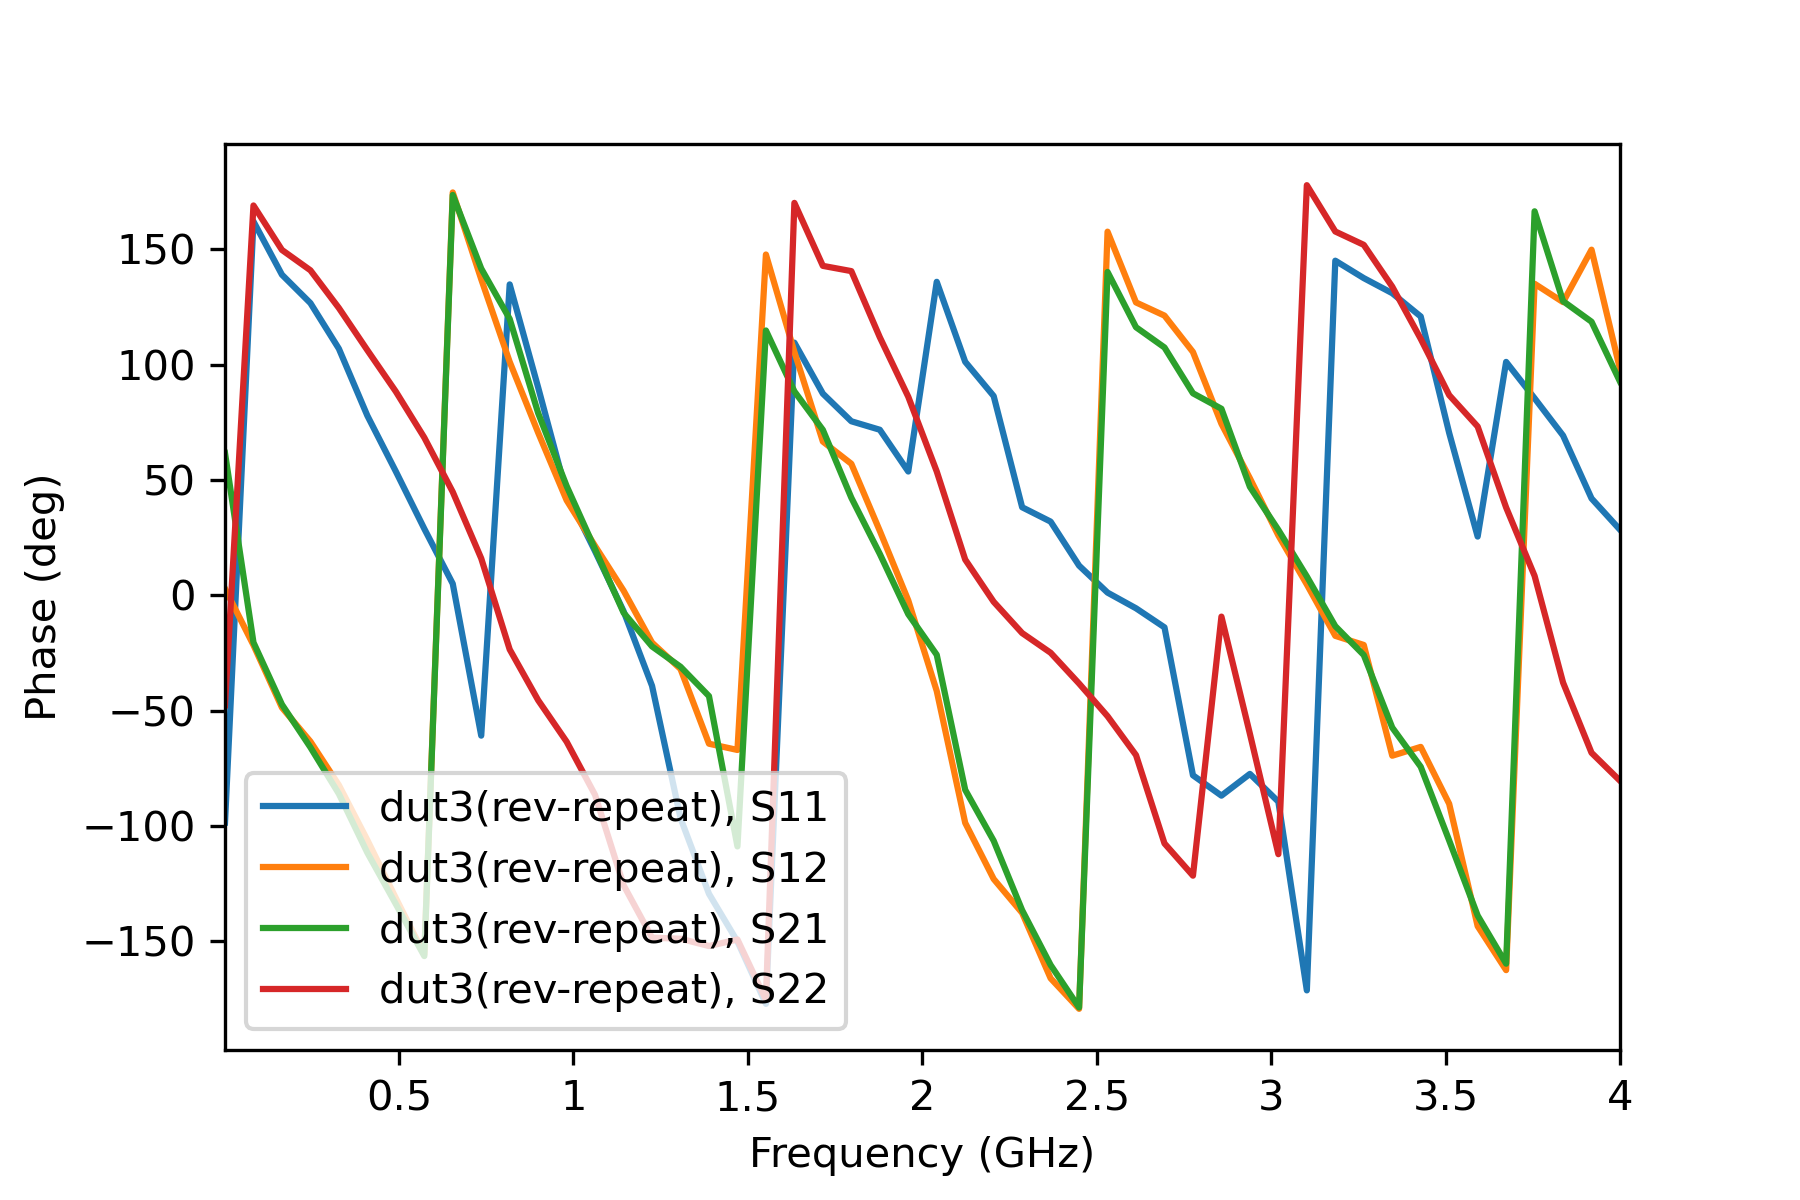 150
100
50
0
−50
−100
−150
Phase (deg)
dut3(rev-repeat), S11
dut3(rev-repeat), S12
dut3(rev-repeat), S21
dut3(rev-repeat), S22
0.5 1 1.5 2 2.5 3 3.5 4
Frequency (GHz)